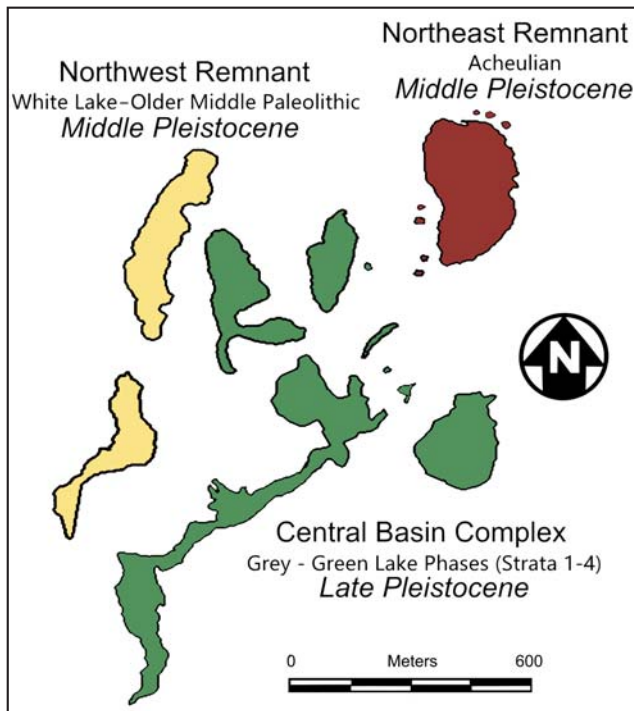 Northeast Remnant
Acheulian
Middle Pleistocene
Northwest Remnant
White Lake–Older Middle Paleolithic
Middle Pleistocene
N
Central Basin Complex
Grey - Green Lake Phases (Strata 1-4)
Late Pleistocene
0 Meters 600